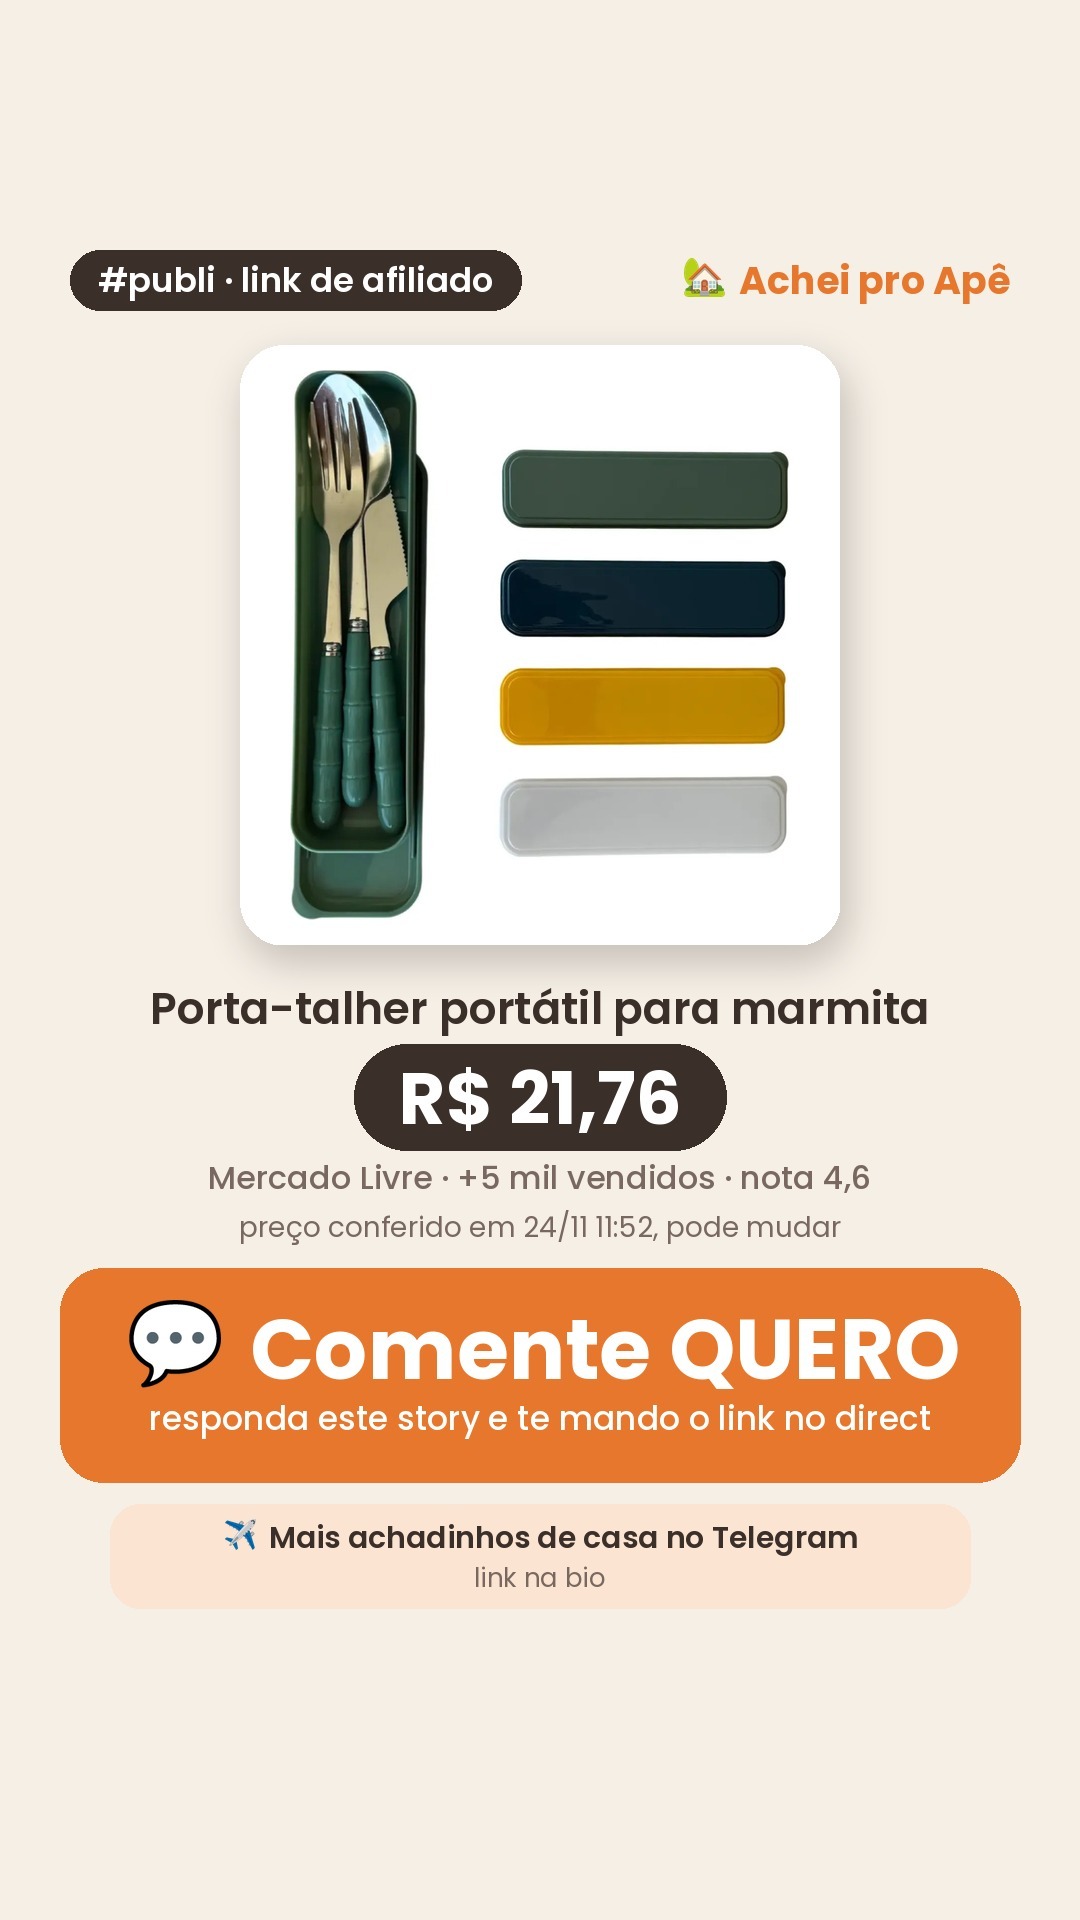 #publi · link de afiliado
🏡 Achei pro Apê
Porta-talher portátil para marmita
R$ 21,76
Mercado Livre · +5 mil vendidos · nota 4,6
preço conferido em 24/11 11:52, pode mudar
💬 Comente QUERO
responda este story e te mando o link no direct
✈️ Mais achadinhos de casa no Telegram
link na bio